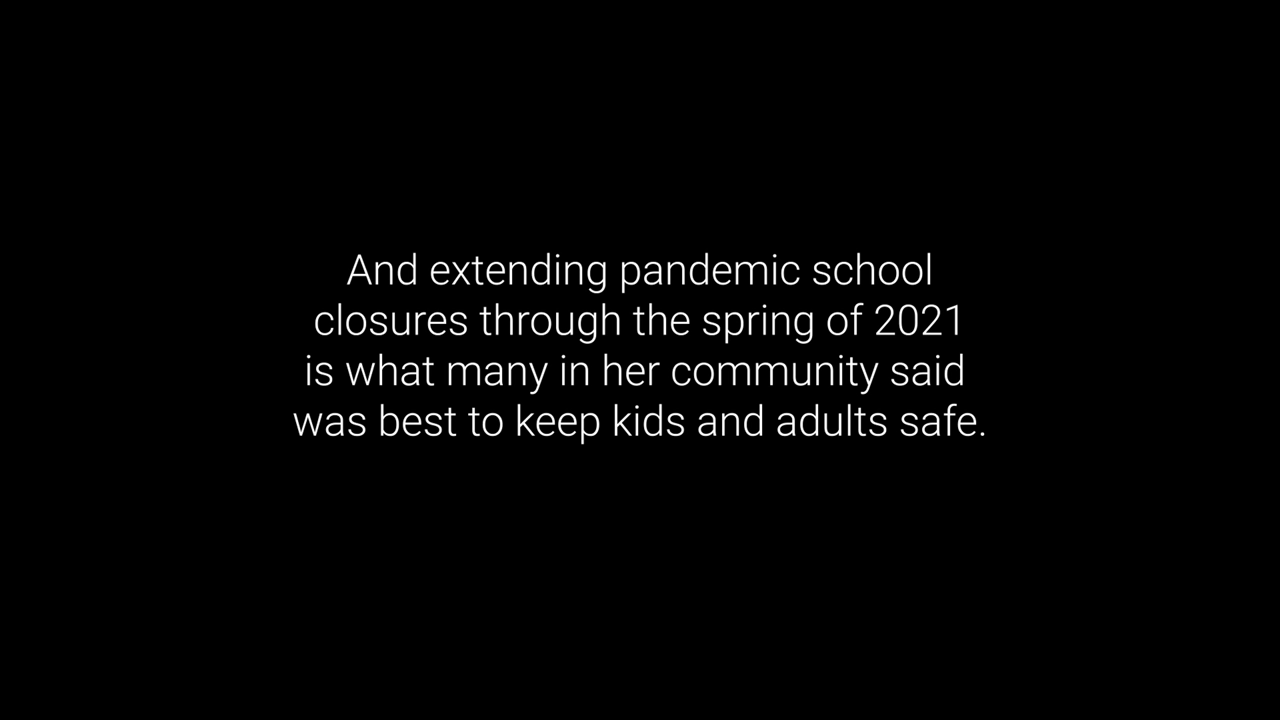 And extending pandemic school
closures through the spring of 2021
is what many in her community said
was best to keep kids and adults safe.